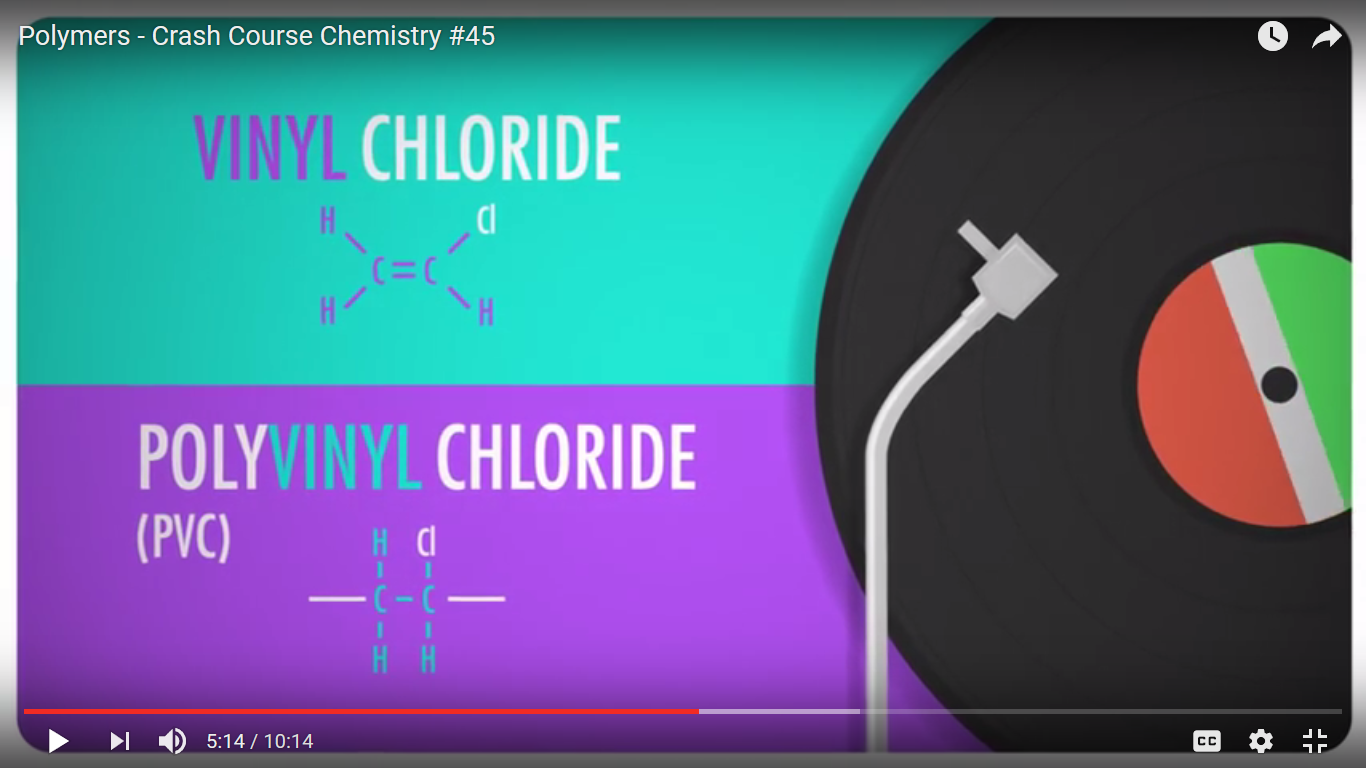 Polymers - Crash Course Chemistry #45
VINYL CHLORIDE
H Cl
C=C
H H
POLYVINYL CHLORIDE
(PVC)
H Cl
C-C
H H
5:14 / 10:14
CC